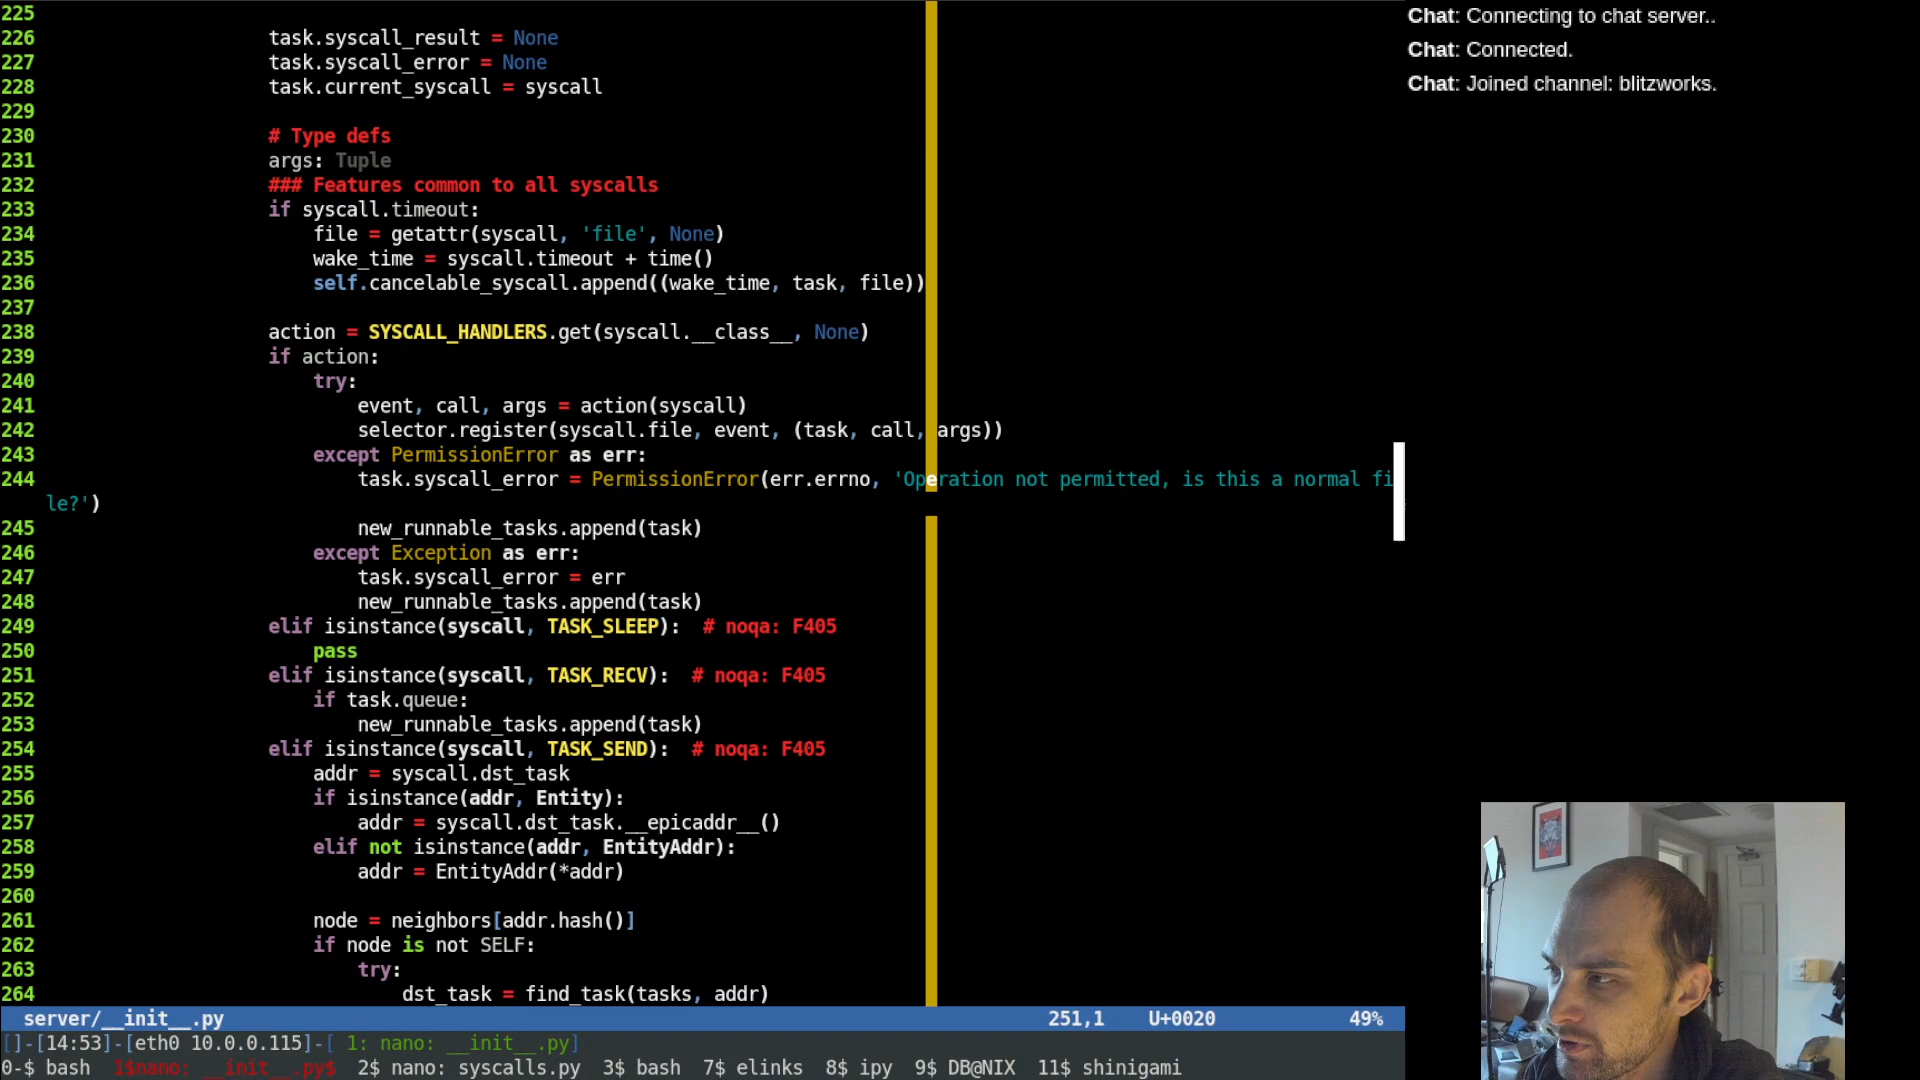 225
226 task.syscall_result = None
227 task.syscall_error = None
228 task.current_syscall = syscall
229
230 # Type defs
231 args: Tuple
232 ### Features common to all syscalls
233 if syscall.timeout:
234 file = getattr(syscall, 'file', None)
235 wake_time = syscall.timeout + time()
236 self.cancelable_syscall.append((wake_time, task, file))
237
238 action = SYSCALL_HANDLERS.get(syscall.__class__, None)
239 if action:
240 try:
241 event, call, args = action(syscall)
242 selector.register(syscall.file, event, (task, call, args))
243 except PermissionError as err:
244 task.syscall_error = PermissionError(err.errno, 'Operation not permitted, is this a normal fi
le?')
245 new_runnable_tasks.append(task)
246 except Exception as err:
247 task.syscall_error = err
248 new_runnable_tasks.append(task)
249 elif isinstance(syscall, TASK_SLEEP): # noqa: F405
250 pass
251 elif isinstance(syscall, TASK_RECV): # noqa: F405
252 if task.queue:
253 new_runnable_tasks.append(task)
254 elif isinstance(syscall, TASK_SEND): # noqa: F405
255 addr = syscall.dst_task
256 if isinstance(addr, Entity):
257 addr = syscall.dst_task.__epicaddr__()
258 elif not isinstance(addr, EntityAddr):
259 addr = EntityAddr(*addr)
260
261 node = neighbors[addr.hash()]
262 if node is not SELF:
263 try:
264 dst_task = find_task(tasks, addr)
server/__init__.py 251,1 U+0020 49%
[]-[14:53]-[eth0 10.0.0.115]-[ 1: nano: __init__.py]
0-$ bash 1$nano: __init__.py$ 2$ nano: syscalls.py 3$ bash 7$ elinks 8$ ipy 9$ DB@NIX 11$ shinigami
Chat: Connecting to chat server..
Chat: Connected.
Chat: Joined channel: blitzworks.